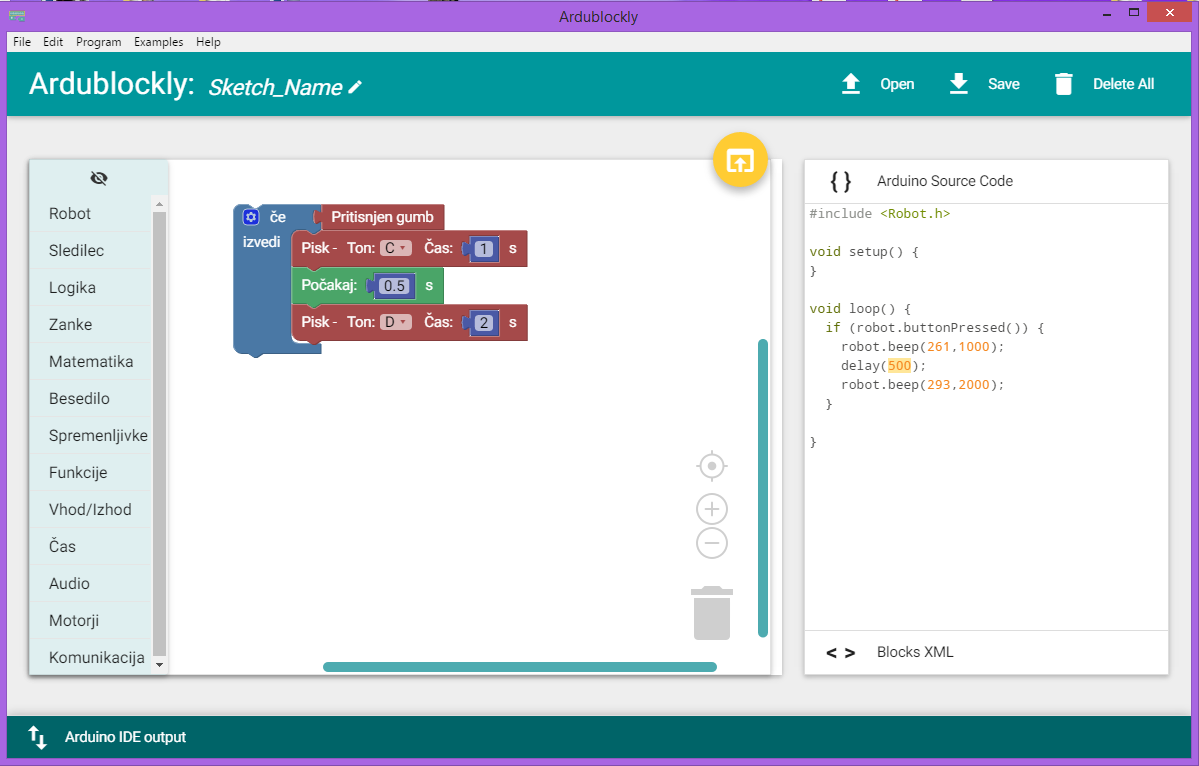 Ardublockly
File Edit Program Examples Help
Ardublockly: Sketch_Name
Open Save Delete All
Robot
Sledilec
Logika
Zanke
Matematika
Besedilo
Spremenljivke
Funkcije
Vhod/Izhod
Čas
Audio
Motorji
Komunikacija
če Pritisnjen gumb
izvedi Pisk - Ton: C Čas: 1 s
Počakaj: 0.5 s
Pisk - Ton: D Čas: 2 s
{} Arduino Source Code
#include <Robot.h>
void setup() {
}
void loop() {
if (robot.buttonPressed()) {
robot.beep(261,1000);
delay(500);
robot.beep(293,2000);
}
}
< > Blocks XML
Arduino IDE output